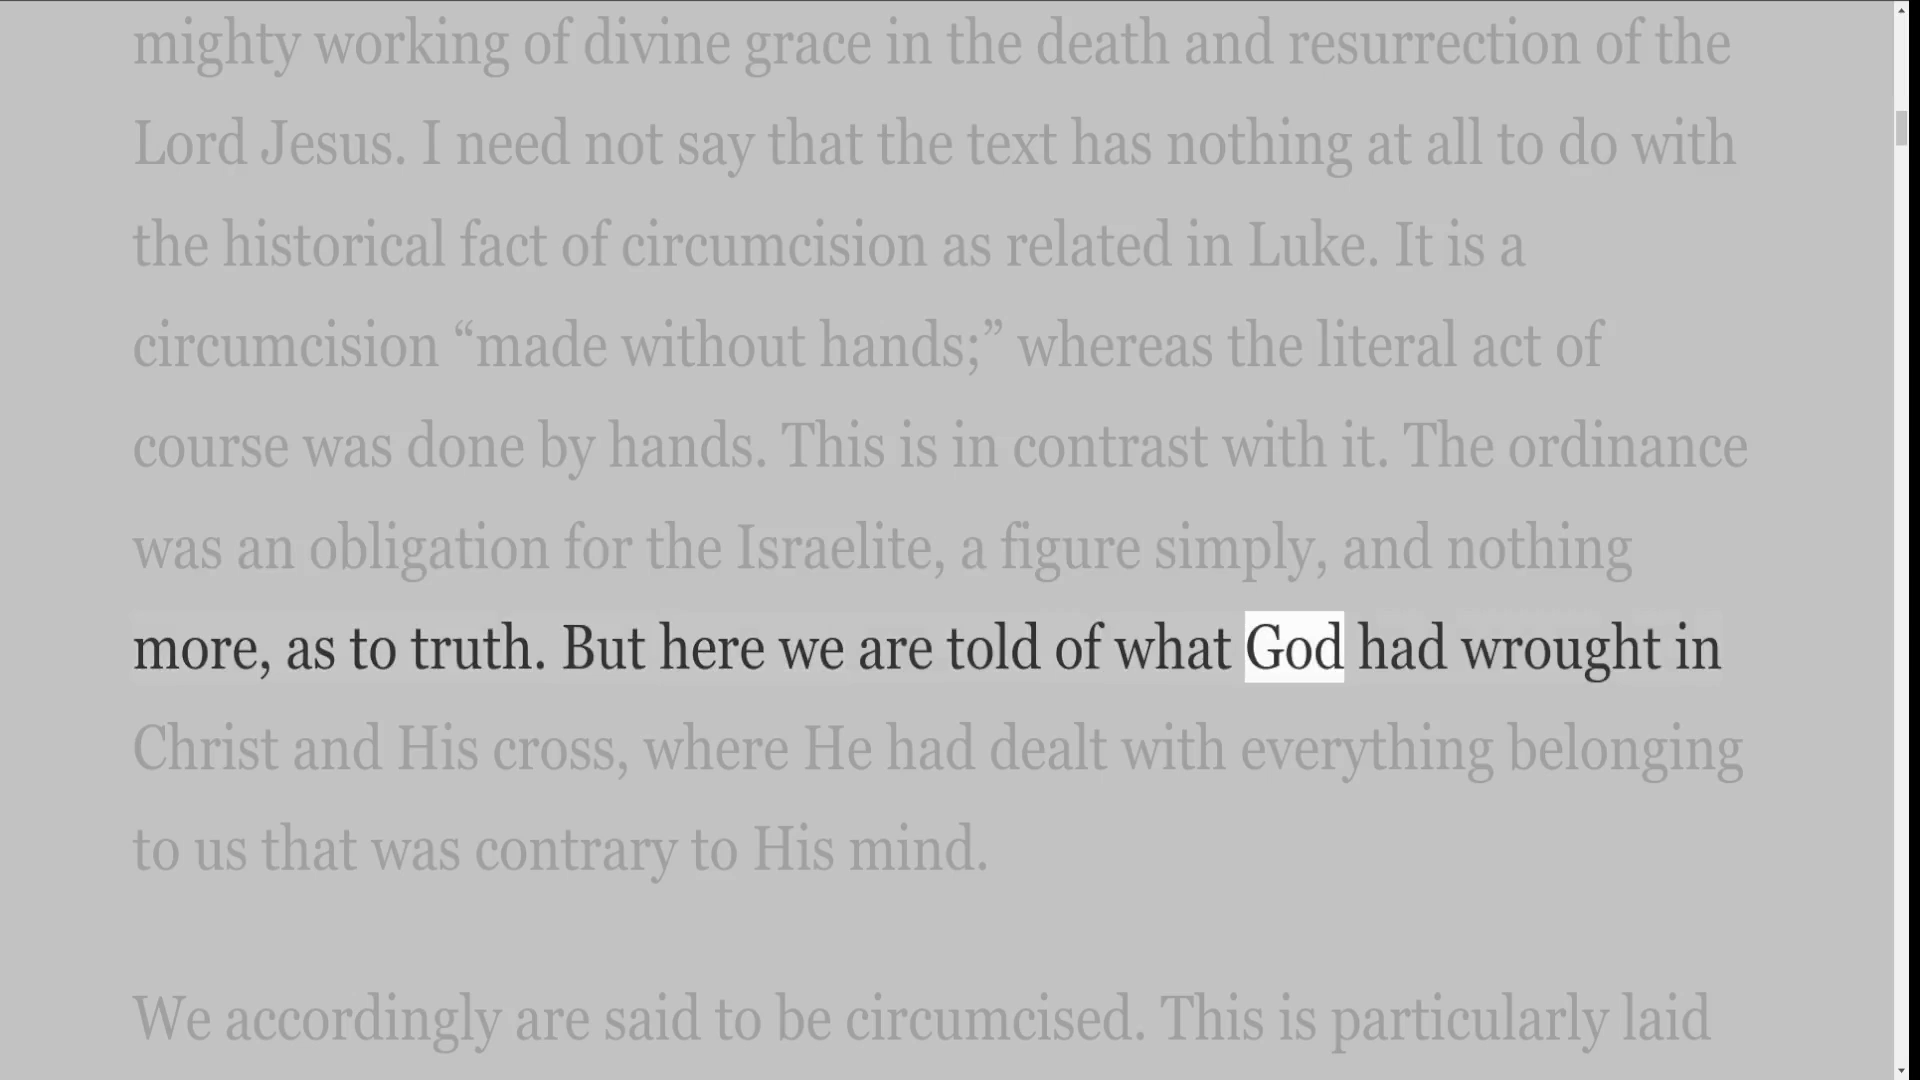 mighty working of divine grace in the death and resurrection of the
Lord Jesus. I need not say that the text has nothing at all to do with
the historical fact of circumcision as related in Luke. It is a
circumcision “made without hands;” whereas the literal act of
course was done by hands. This is in contrast with it. The ordinance
was an obligation for the Israelite, a figure simply, and nothing
more, as to truth. But here we are told of what God had wrought in
Christ and His cross, where He had dealt with everything belonging
to us that was contrary to His mind.
We accordingly are said to be circumcised. This is particularly laid